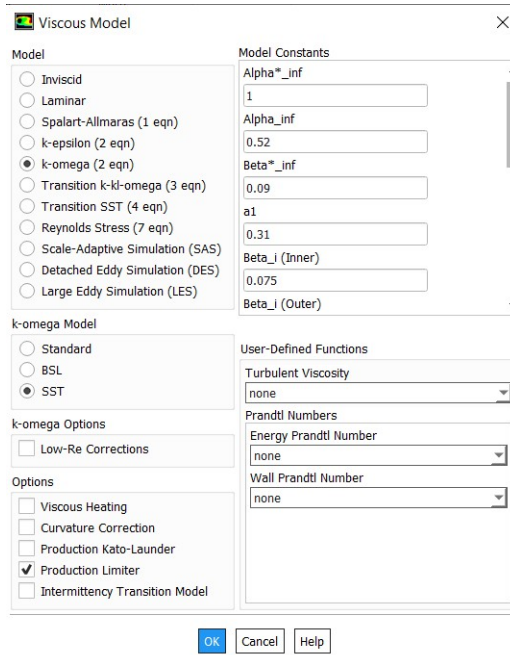 Viscous Model
Model
Inviscid
Laminar
Spalart-Allmaras (1 eqn)
k-epsilon (2 eqn)
k-omega (2 eqn)
Transition k-kl-omega (3 eqn)
Transition SST (4 eqn)
Reynolds Stress (7 eqn)
Scale-Adaptive Simulation (SAS)
Detached Eddy Simulation (DES)
Large Eddy Simulation (LES)
k-omega Model
Standard
BSL
SST
k-omega Options
Low-Re Corrections
Options
Viscous Heating
Curvature Correction
Production Kato-Launder
Production Limiter
Intermittency Transition Model
Model Constants
Alpha*_inf
1
Alpha_inf
0.52
Beta*_inf
0.09
a1
0.31
Beta_i (Inner)
0.075
Beta_i (Outer)
User-Defined Functions
Turbulent Viscosity
none
Prandtl Numbers
Energy Prandtl Number
none
Wall Prandtl Number
none
OK Cancel Help